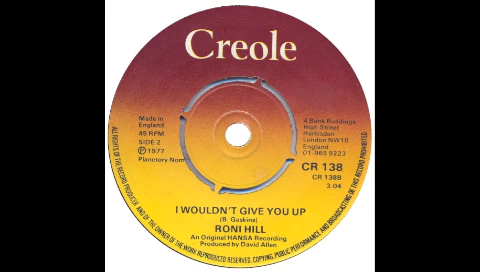 Creole
Made in
England
45 RPM
SIDE 2
Ⓟ 1977
Planetary Nom
4 Bank Buildings
High Street
Harlesden
London NW10
England
01-965 9223
CR 138
CR 138B
3.04
I WOULDN'T GIVE YOU UP
(B. Gaskins)
RONI HILL
An Original HANSA Recording
Produced by David Allen
ALL RIGHTS OF THE RECORD PRODUCER, AND OF THE OWNER OF THE WORK REPRODUCED RESERVED. COPYING, PUBLIC PERFORMANCE AND BROADCASTING OF THIS RECORD PROHIBITED